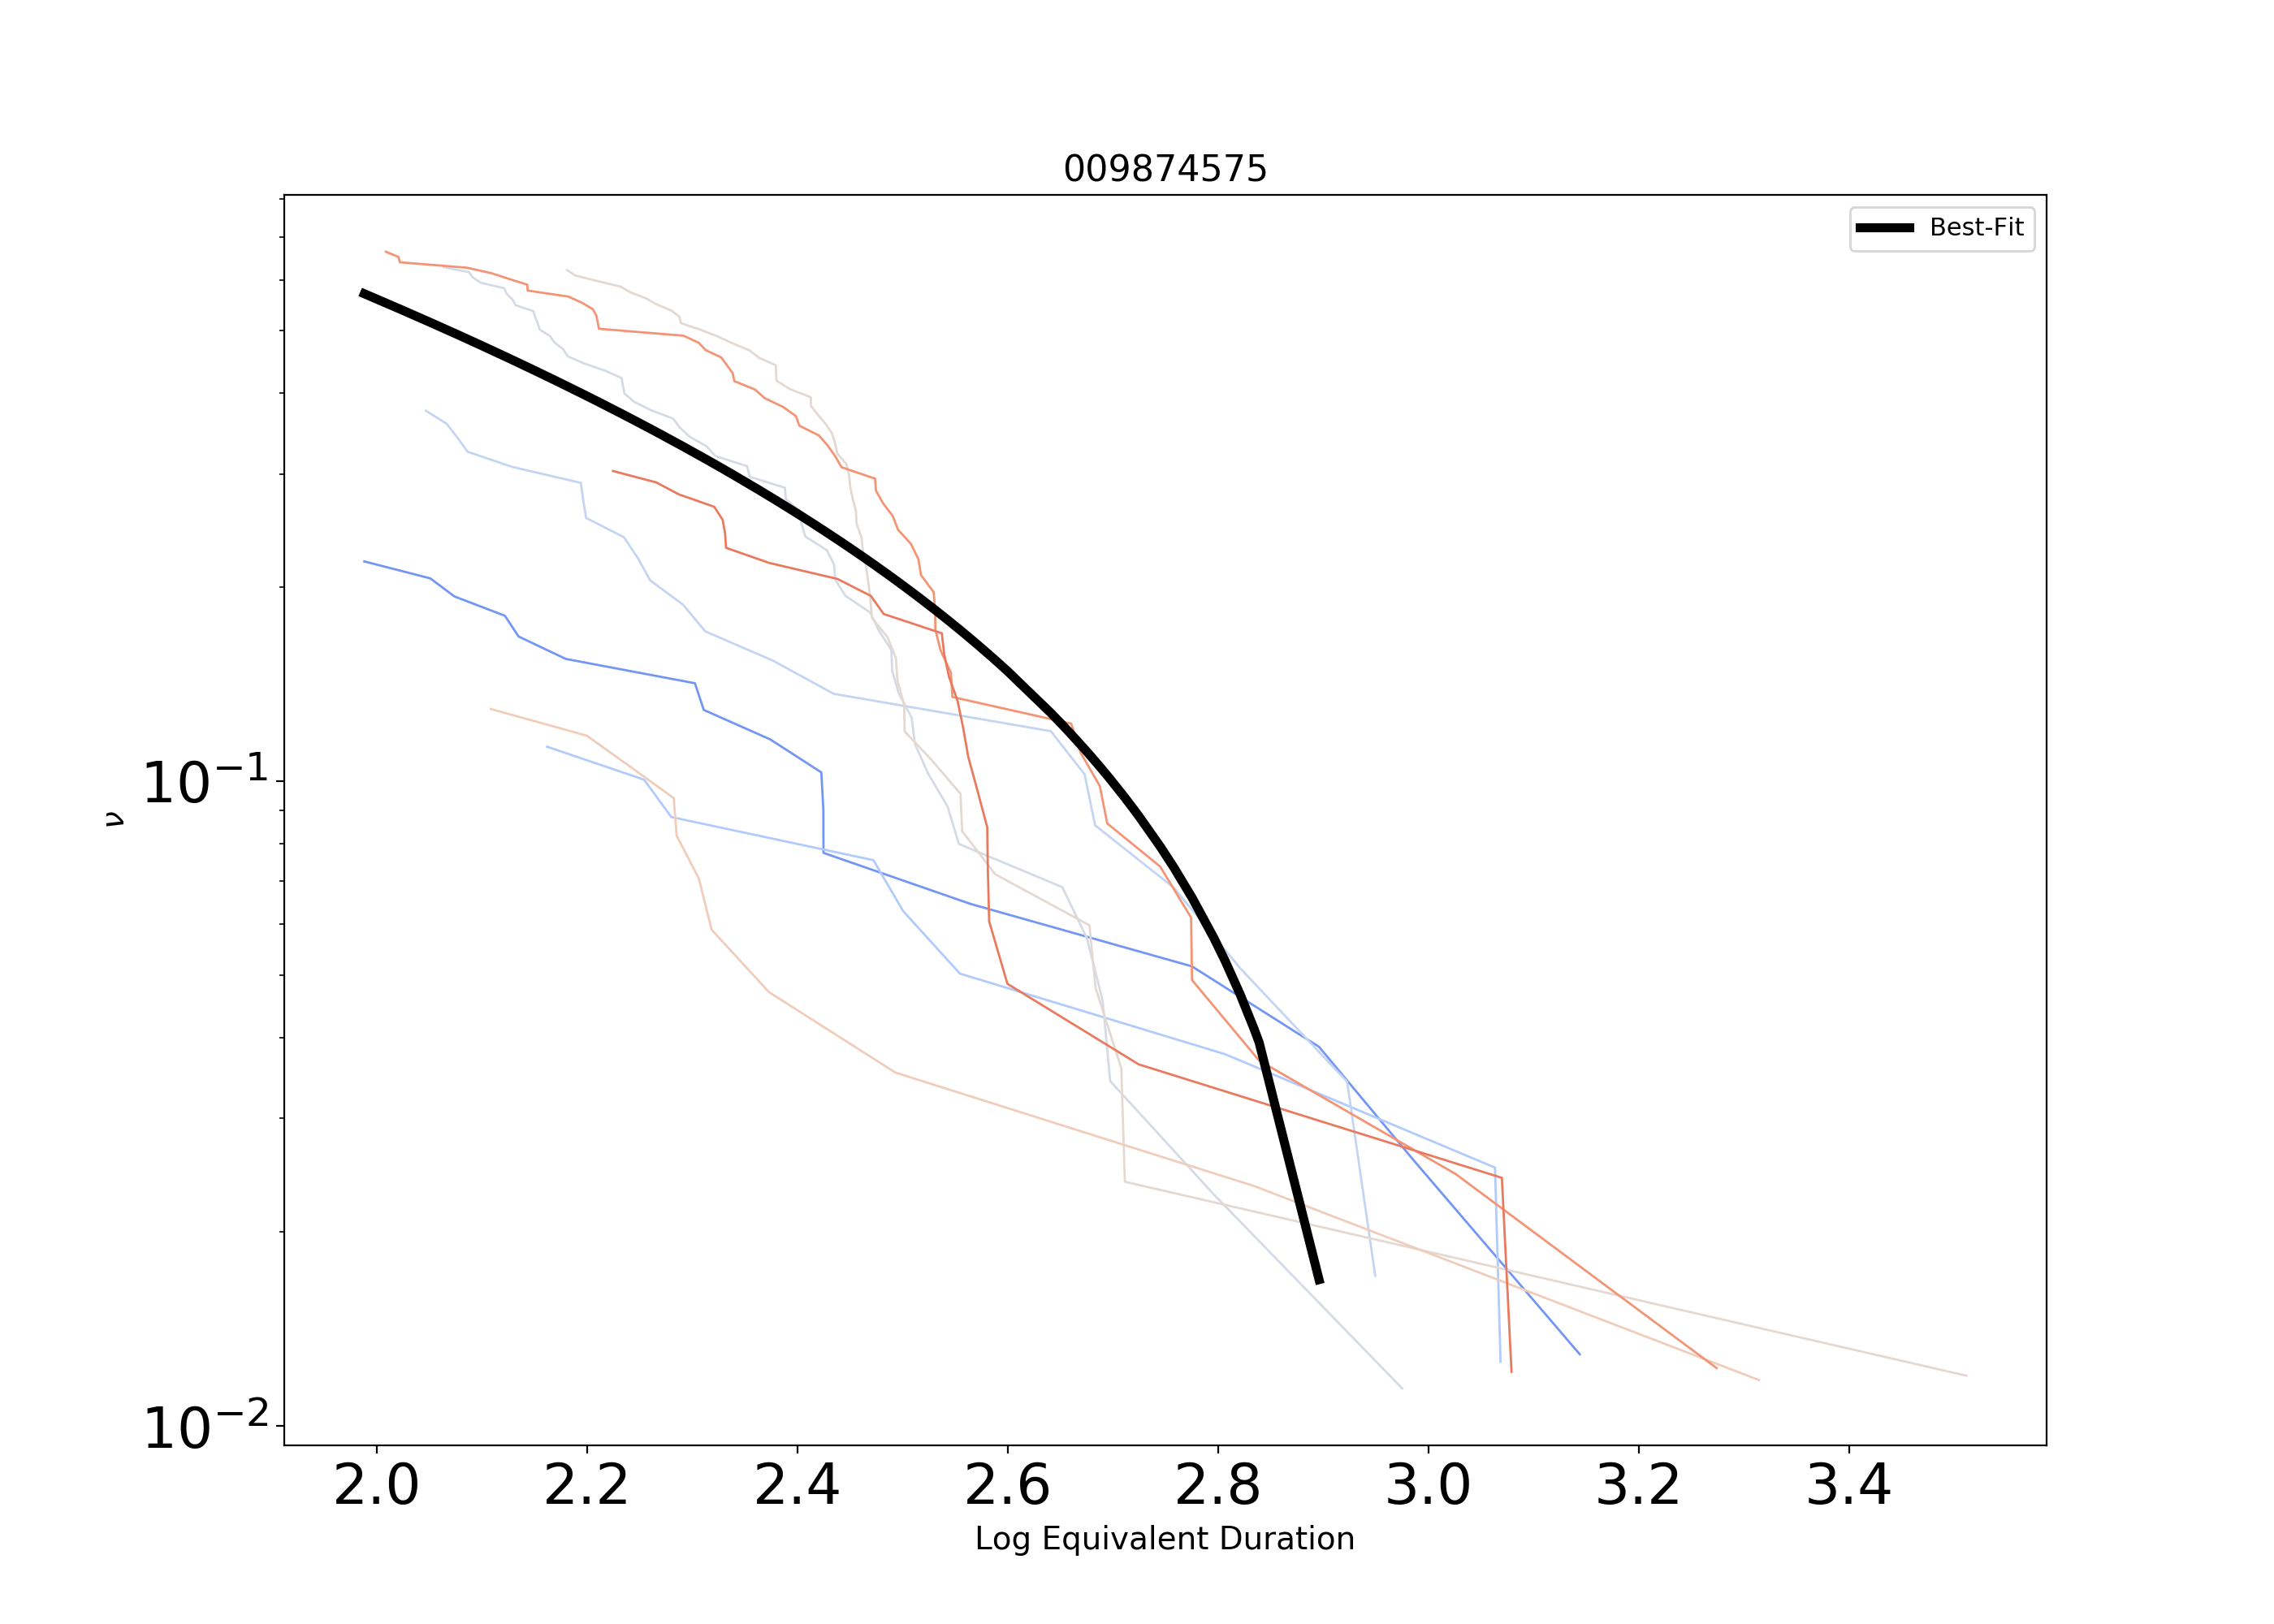 009874575
Best-Fit
10⁻¹
ν
10⁻²
2.0 2.2 2.4 2.6 2.8 3.0 3.2 3.4
Log Equivalent Duration